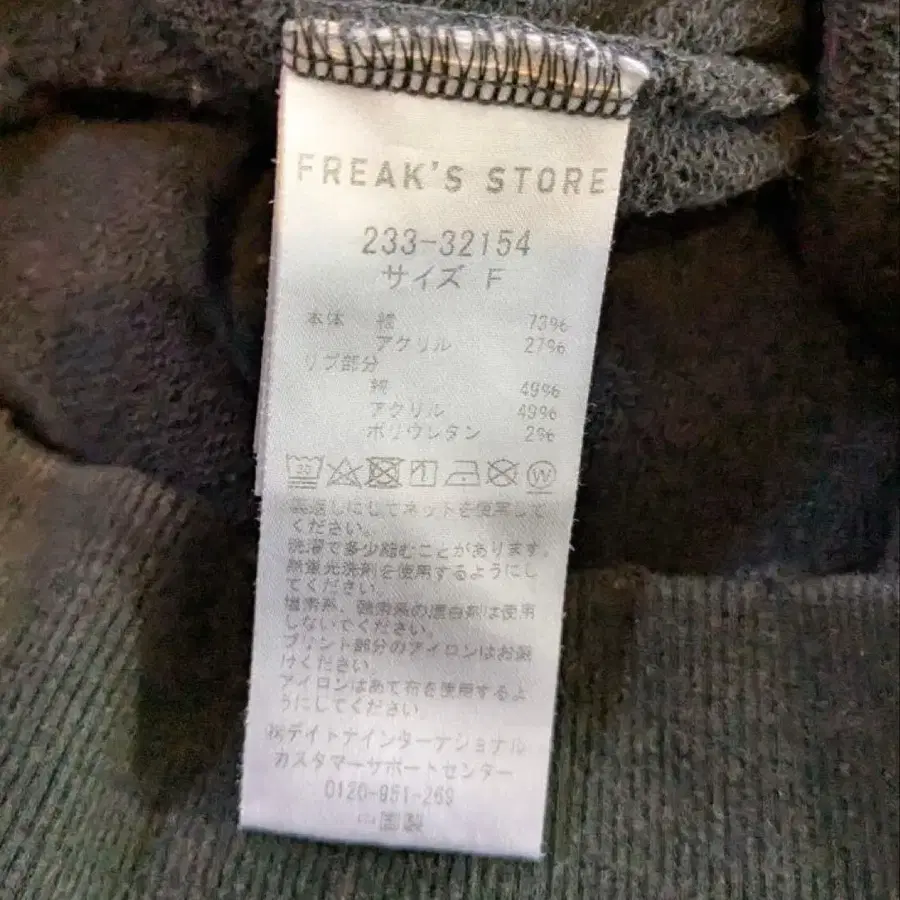 FREAK'S STORE
233-32154
サイズ F
本体 綿 73%
アクリル 27%
リブ部分
綿 49%
アクリル 49%
ポリウレタン 2%
30 W
裏返しにしてネットを使用して
ください。
洗濯で多少縮むことがあります。
無蛍光洗剤を使用するようにし
てください
塩素系、酸素系の漂白剤は使用
しないでください。
プリント部分のアイロンはお避
けください
アイロンはあて布を使用するよ
うにしてください。
㈱デイトナインターナショナル
カスタマーサポートセンター
0120-951-269
中国製